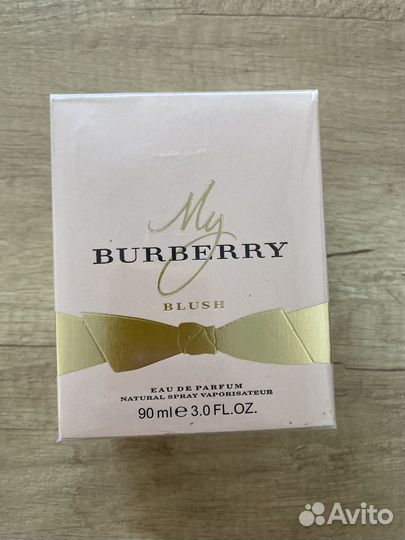 My
BURBERRY
BLUSH
EAU DE PARFUM
NATURAL SPRAY VAPORISATEUR
90 ml ℮ 3.0 FL.OZ.
Avito